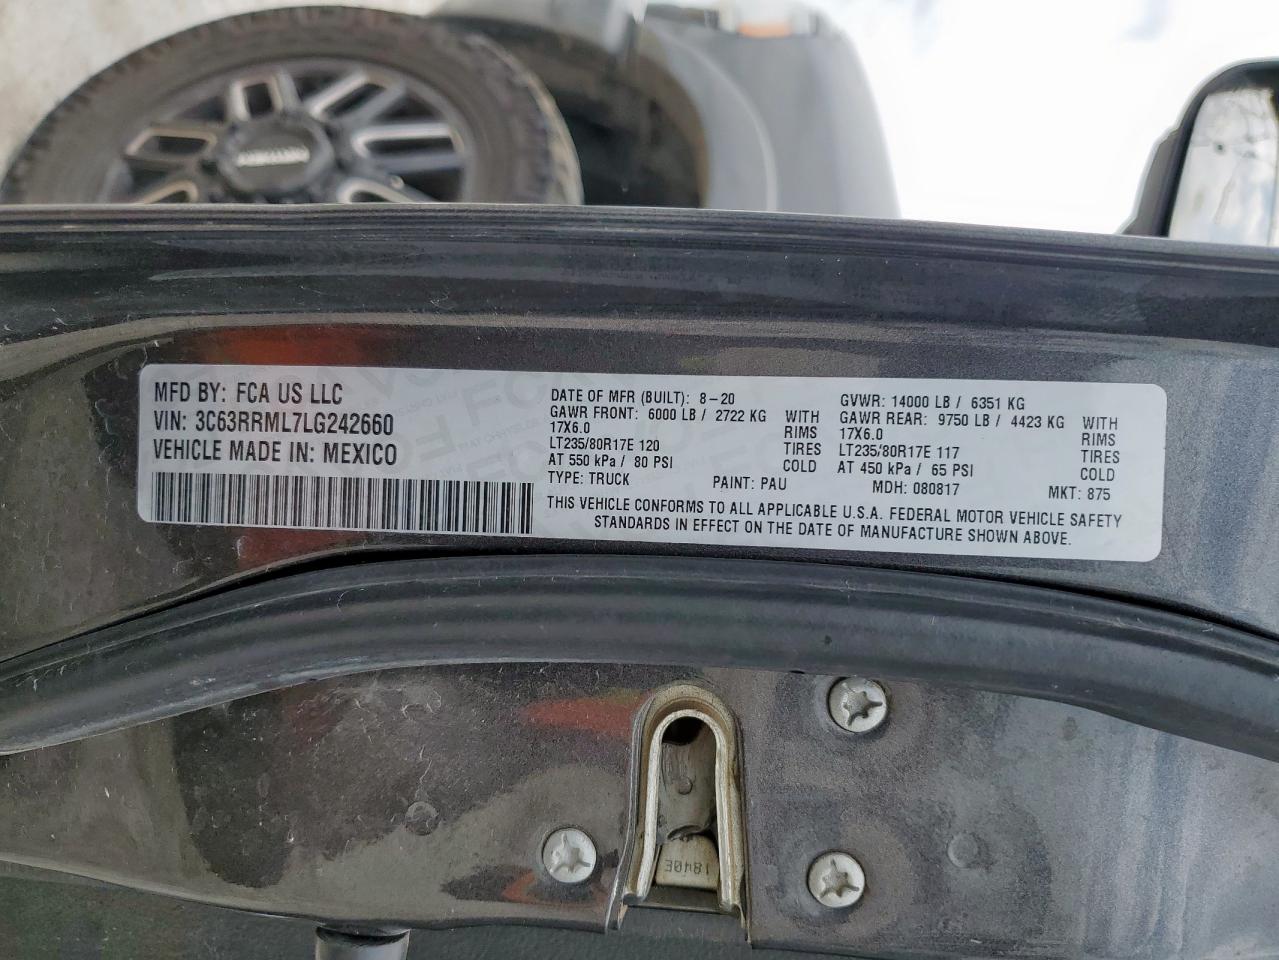 MFD BY: FCA US LLC
VIN: 3C63RRML7LG242660
VEHICLE MADE IN: MEXICO
DATE OF MFR (BUILT): 8-20 GVWR: 14000 LB / 6351 KG
GAWR FRONT: 6000 LB / 2722 KG WITH GAWR REAR: 9750 LB / 4423 KG WITH
17X6.0 RIMS 17X6.0 RIMS
LT235/80R17E 120 TIRES LT235/80R17E 117 TIRES
AT 550 kPa / 80 PSI COLD AT 450 kPa / 65 PSI COLD
TYPE: TRUCK PAINT: PAU MDH: 080817 MKT: 875
THIS VEHICLE CONFORMS TO ALL APPLICABLE U.S.A. FEDERAL MOTOR VEHICLE SAFETY
STANDARDS IN EFFECT ON THE DATE OF MANUFACTURE SHOWN ABOVE.
1840E